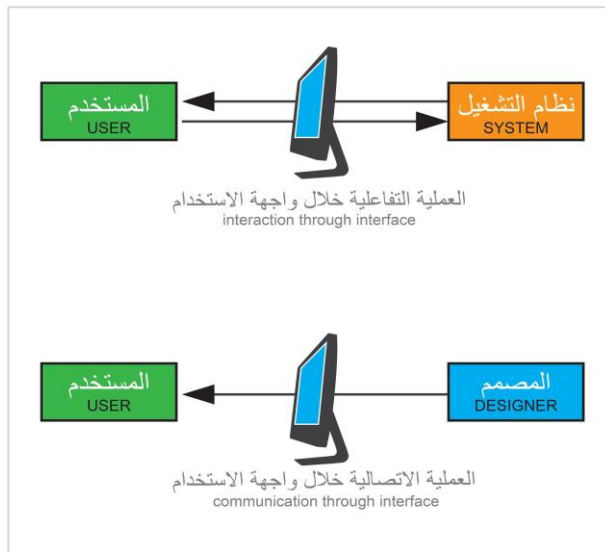 المستخدم
USER
نظام التشغيل
SYSTEM
العملية التفاعلية خلال واجهة الاستخدام
interaction through interface
المستخدم
USER
المصمم
DESIGNER
العملية الاتصالية خلال واجهة الاستخدام
communication through interface